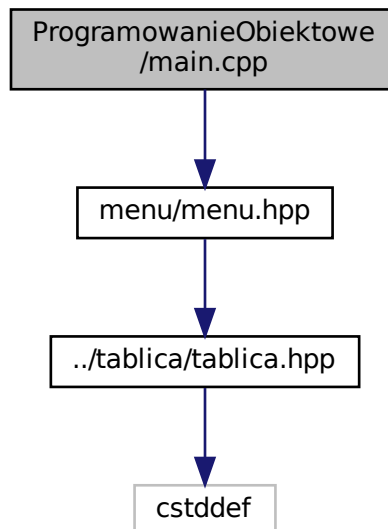 ProgramowanieObiektowe
/main.cpp
menu/menu.hpp
../tablica/tablica.hpp
cstddef